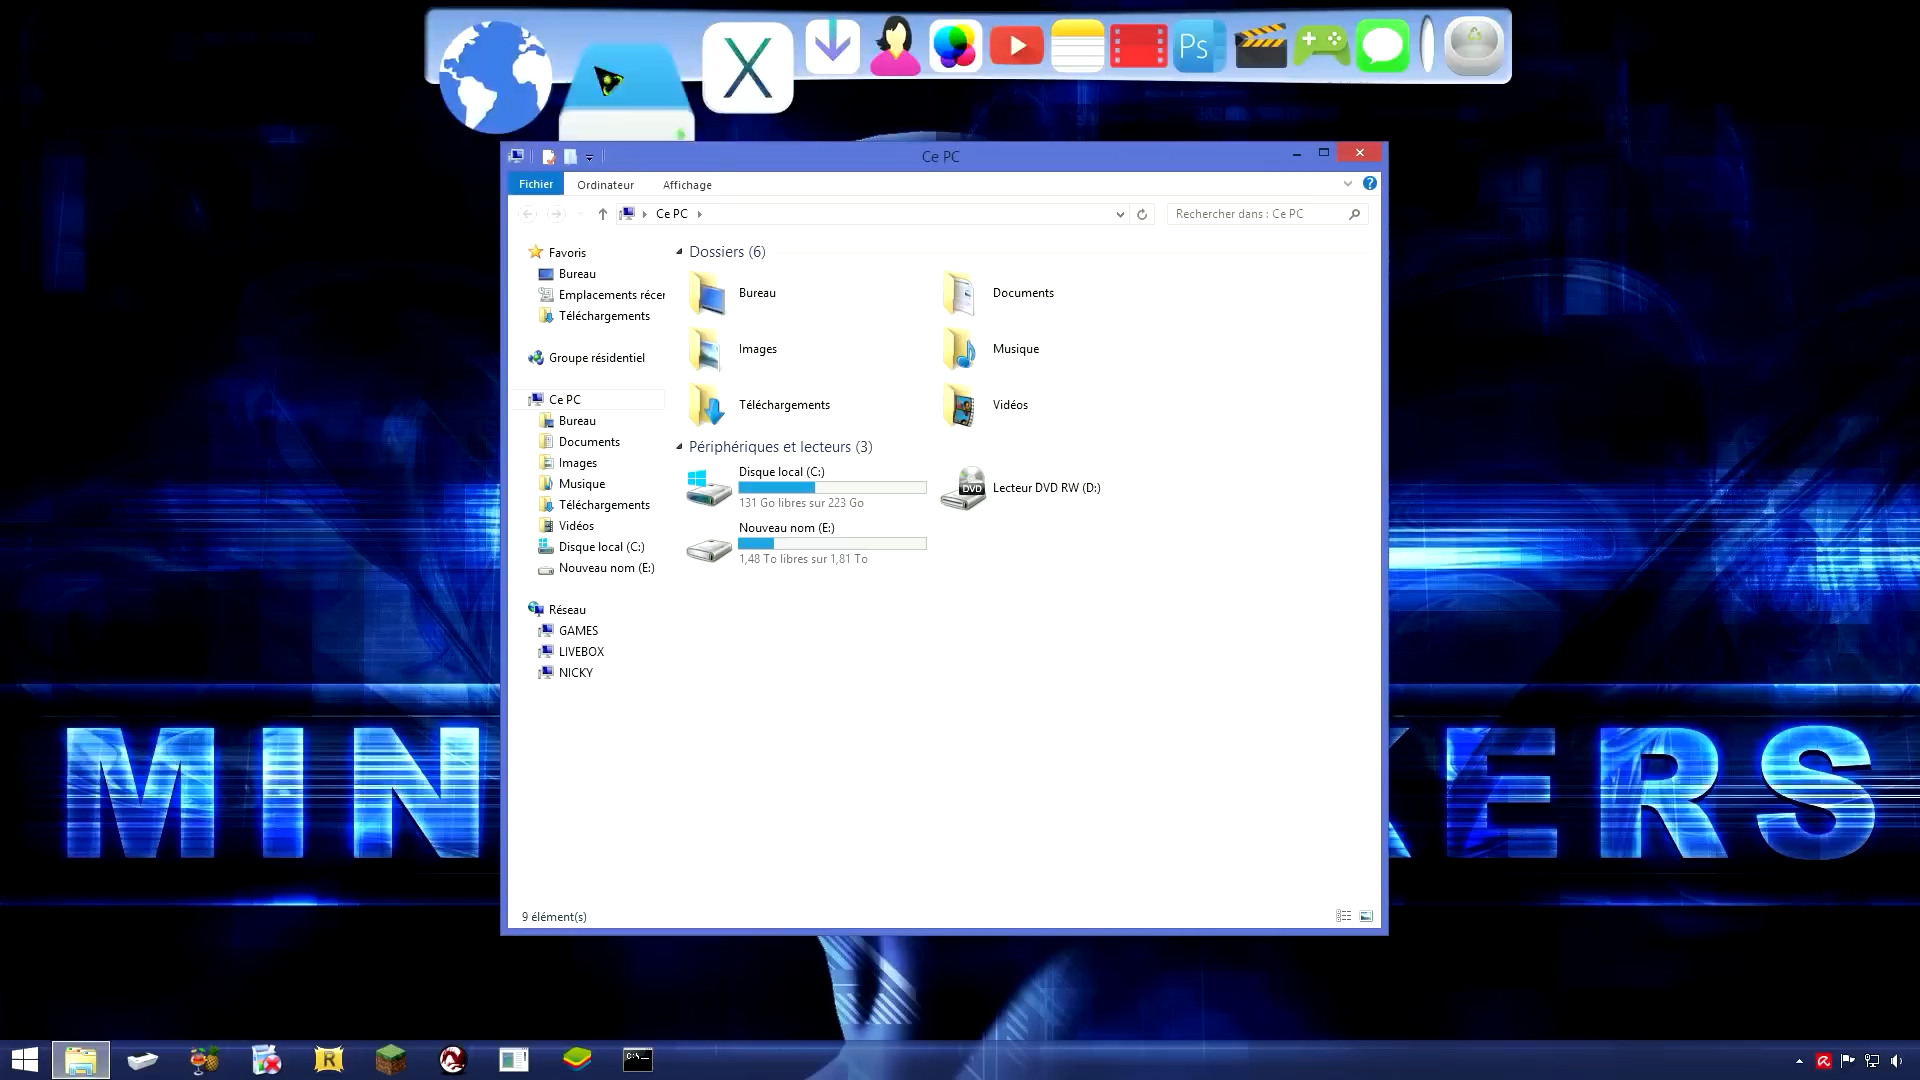 X
Ps
Ce PC
Fichier
Ordinateur
Affichage
Ce PC
Rechercher dans : Ce PC
Favoris
Bureau
Emplacements récer
Téléchargements
Groupe résidentiel
Ce PC
Bureau
Documents
Images
Musique
Téléchargements
Vidéos
Disque local (C:)
Nouveau nom (E:)
Réseau
GAMES
LIVEBOX
NICKY
Dossiers (6)
Bureau
Documents
Images
Musique
Téléchargements
Vidéos
Périphériques et lecteurs (3)
Disque local (C:)
131 Go libres sur 223 Go
DVD
Lecteur DVD RW (D:)
Nouveau nom (E:)
1,48 To libres sur 1,81 To
9 élément(s)
MIN
KERS
R
C:\_